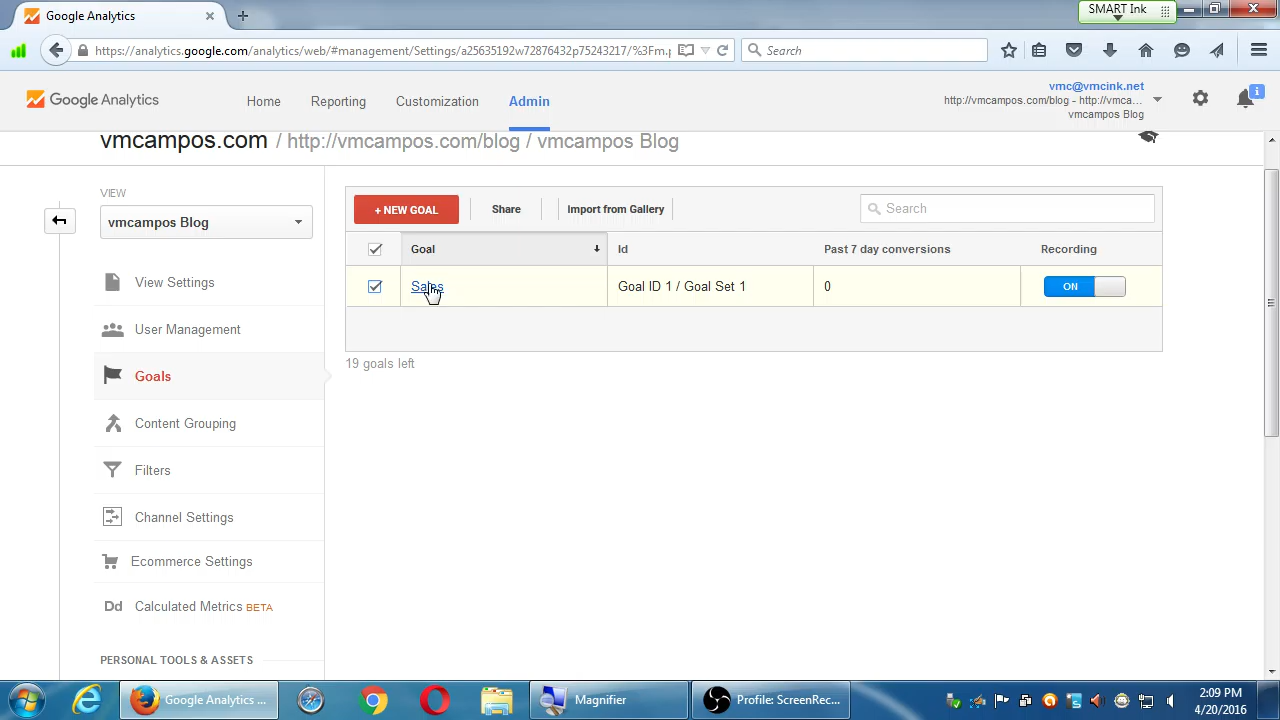 Google Analytics
SMART Ink
https://analytics.google.com/analytics/web/#management/Settings/a25635192w72876432p75243217/%3Fm.p
Search
Google Analytics
Home
Reporting
Customization
Admin
vmc@vmcink.net
http://vmcampos.com/blog - http://vmca...
vmcampos Blog
vmcampos.com / http://vmcampos.com/blog / vmcampos Blog
VIEW
vmcampos Blog
View Settings
User Management
Goals
Content Grouping
Filters
Channel Settings
Ecommerce Settings
Dd Calculated Metrics BETA
PERSONAL TOOLS & ASSETS
+ NEW GOAL
Share
Import from Gallery
Search
Goal
Id
Past 7 day conversions
Recording
Sales
Goal ID 1 / Goal Set 1
0
ON
19 goals left
Google Analytics ...
Magnifier
Profile: ScreenRec...
2:09 PM
4/20/2016